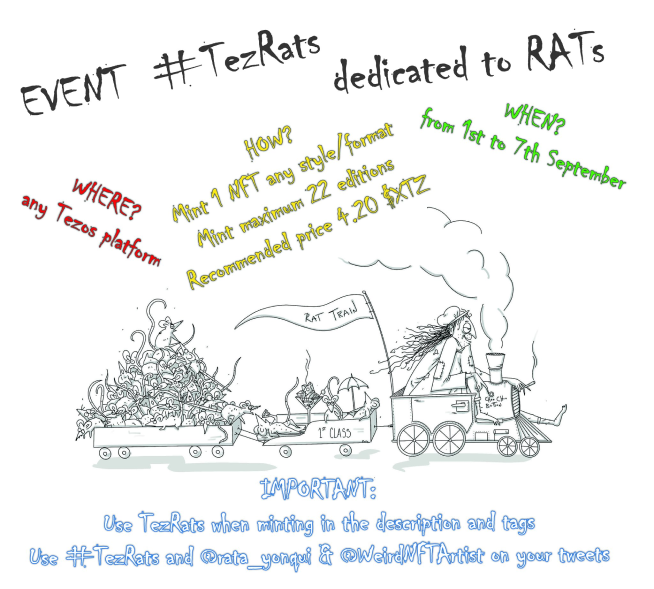 EVENT #TezRats dedicated to RATs
WHEN?
from 1st to 7th September
HOW?
Mint 1 NFT any style/format
Mint maximum 22 editions
Recommended price 4.20 $XTZ
WHERE?
any Tezos platform
RAT TRAIN
1st CLASS
IMPORTANT:
Use TezRats when minting in the description and tags
Use #TezRats and @rata_yonqui & @WeirdNFTArtist on your tweets